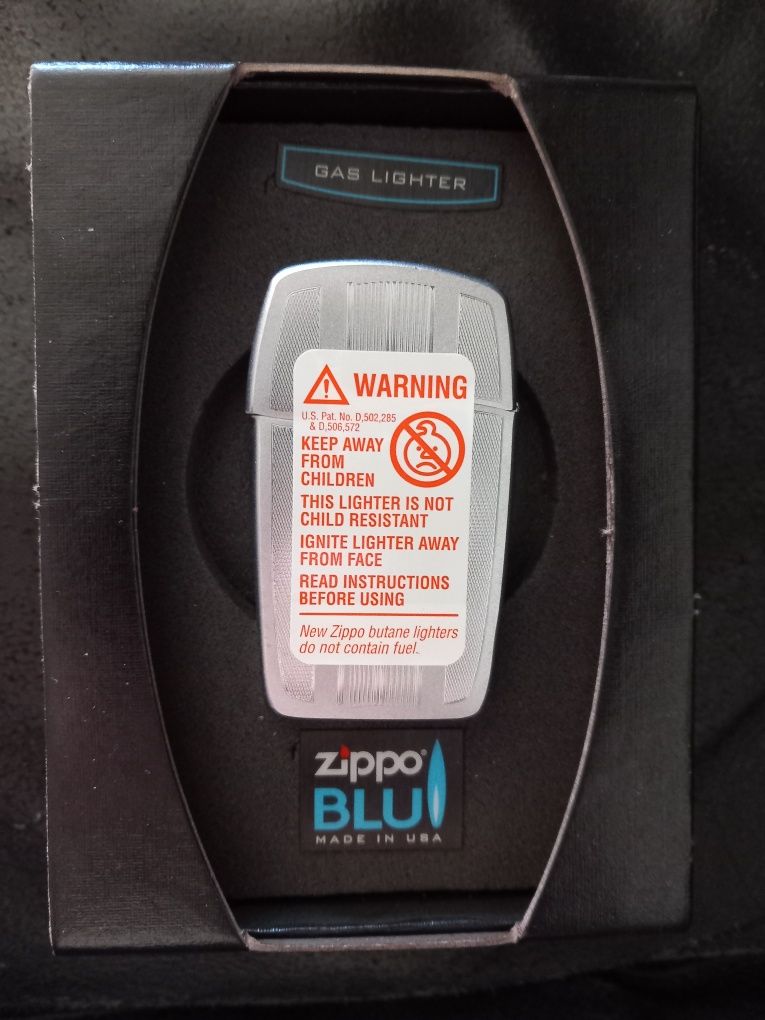 GAS LIGHTER
WARNING
U.S. Pat. No. D,502,285
& D,506,572
KEEP AWAY
FROM
CHILDREN
THIS LIGHTER IS NOT
CHILD RESISTANT
IGNITE LIGHTER AWAY
FROM FACE
READ INSTRUCTIONS
BEFORE USING
New Zippo butane lighters
do not contain fuel.
zippo®
BLU
MADE IN USA